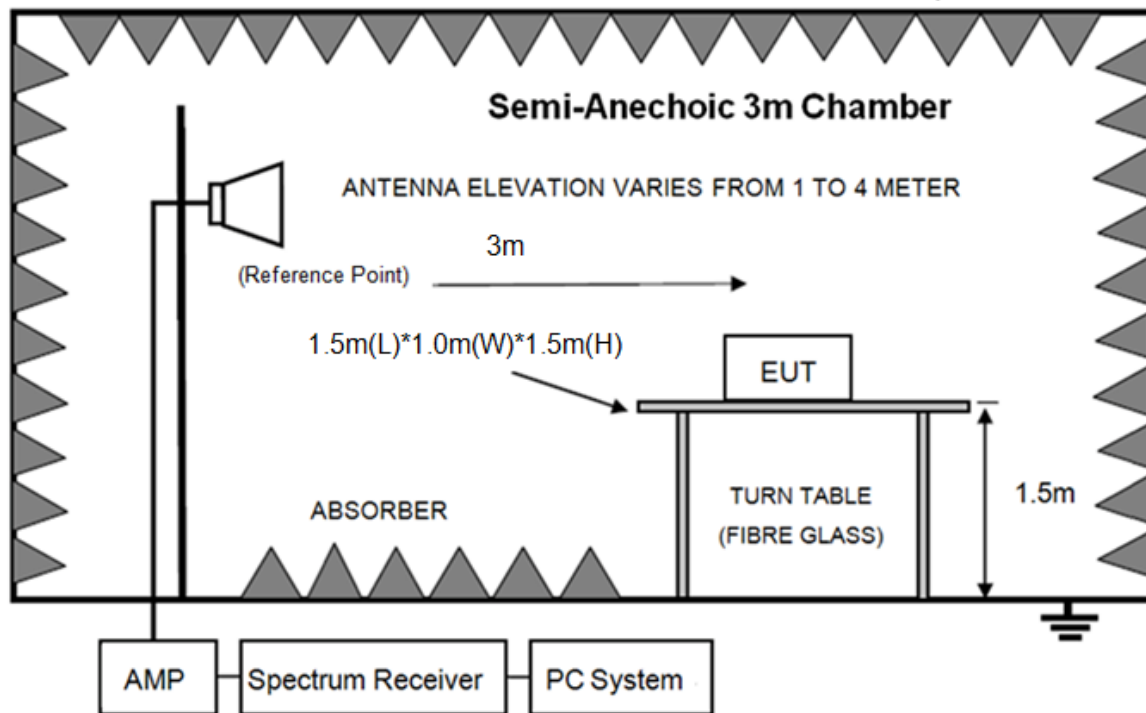 Semi-Anechoic 3m Chamber
ANTENNA ELEVATION VARIES FROM 1 TO 4 METER
3m
(Reference Point)
1.5m(L)*1.0m(W)*1.5m(H)
EUT
1.5m
TURN TABLE
(FIBRE GLASS)
ABSORBER
AMP
Spectrum Receiver
PC System